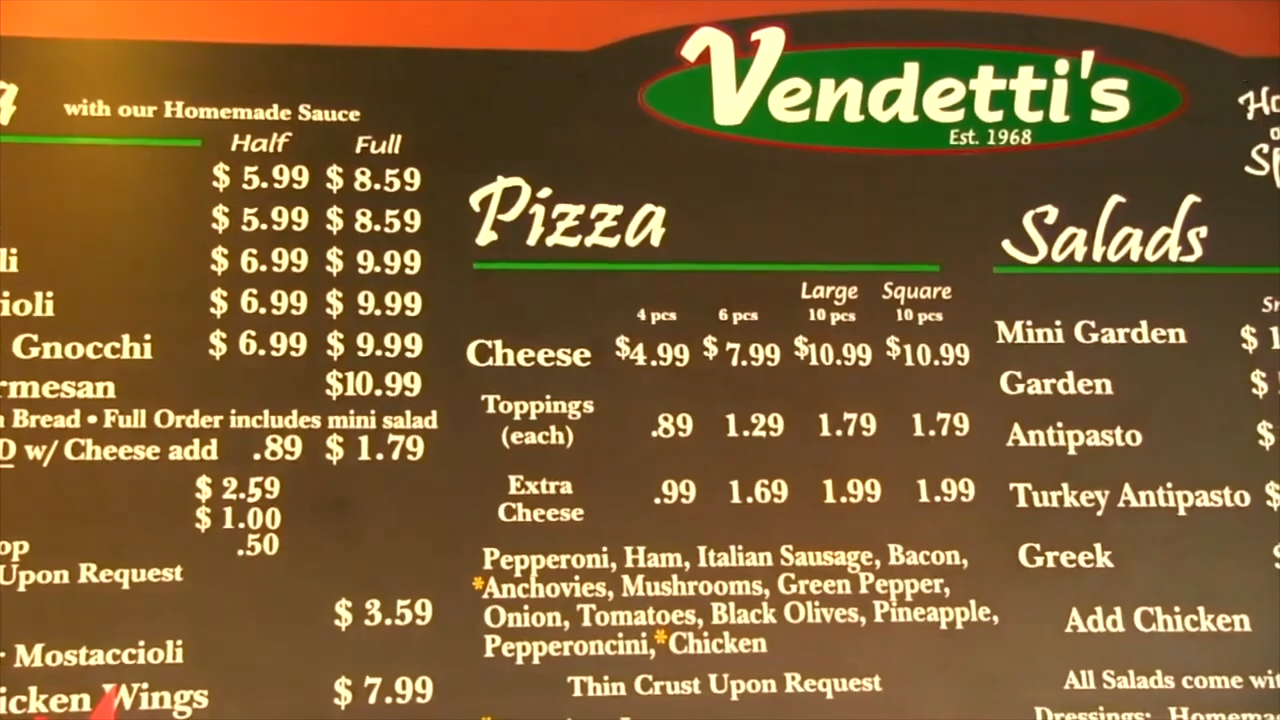 with our Homemade Sauce
Half Full
$ 5.99 $ 8.59
$ 5.99 $ 8.59
$ 6.99 $ 9.99
$ 6.99 $ 9.99
Gnocchi $ 6.99 $ 9.99
$10.99
Bread • Full Order includes mini salad
w/ Cheese add .89 $ 1.79
$ 2.59
$ 1.00
.50
Upon Request
$ 3.59
Mostaccioli
Wings $ 7.99
Vendetti's
Est. 1968
Pizza
Large Square
4 pcs 6 pcs 10 pcs 10 pcs
Cheese $4.99 $ 7.99 $10.99 $10.99
Toppings
(each) .89 1.29 1.79 1.79
Extra
Cheese .99 1.69 1.99 1.99
Pepperoni, Ham, Italian Sausage, Bacon,
*Anchovies, Mushrooms, Green Pepper,
Onion, Tomatoes, Black Olives, Pineapple,
Pepperoncini,*Chicken
Thin Crust Upon Request
Salads
Mini Garden $
Garden $
Antipasto $
Turkey Antipasto $
Greek
Add Chicken
All Salads come
Dressings: